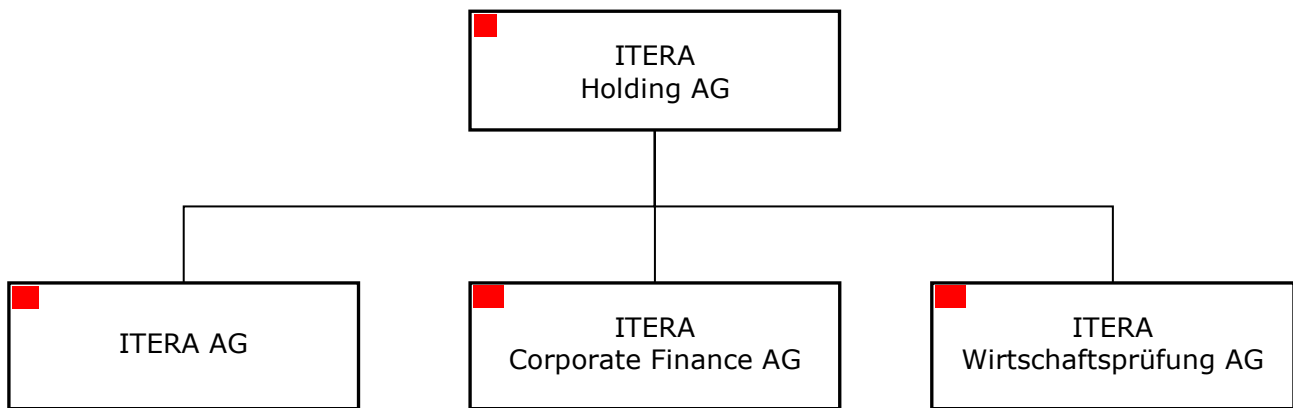 ITERA
Holding AG
ITERA AG
ITERA
Corporate Finance AG
ITERA
Wirtschaftsprüfung AG